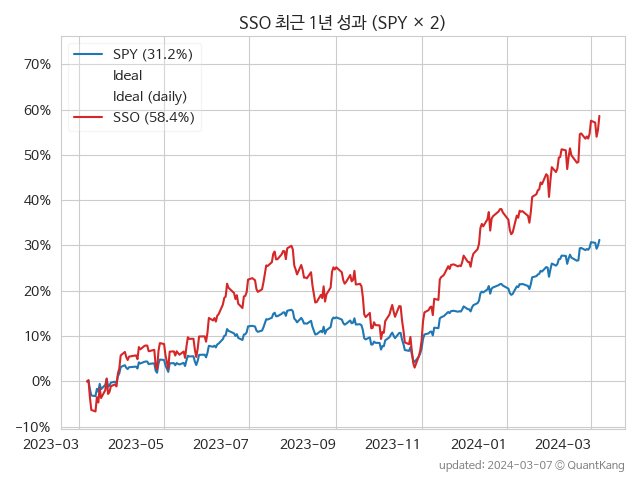 SSO 최근 1년 성과 (SPY × 2)
SPY (31.2%)
Ideal
Ideal (daily)
SSO (58.4%)
70%
60%
50%
40%
30%
20%
10%
0%
−10%
2023-03 2023-05 2023-07 2023-09 2023-11 2024-01 2024-03
updated: 2024-03-07 © QuantKang